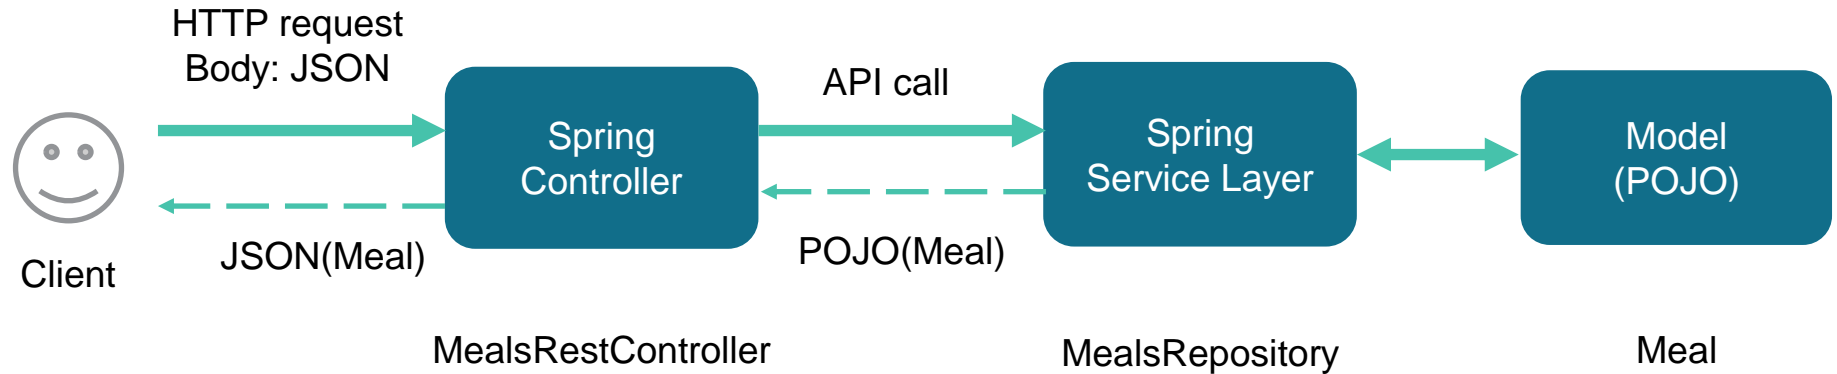 HTTP request
Body: JSON
API call
Spring
Controller
Spring
Service Layer
Model
(POJO)
JSON(Meal)
POJO(Meal)
Client
MealsRestController
MealsRepository
Meal